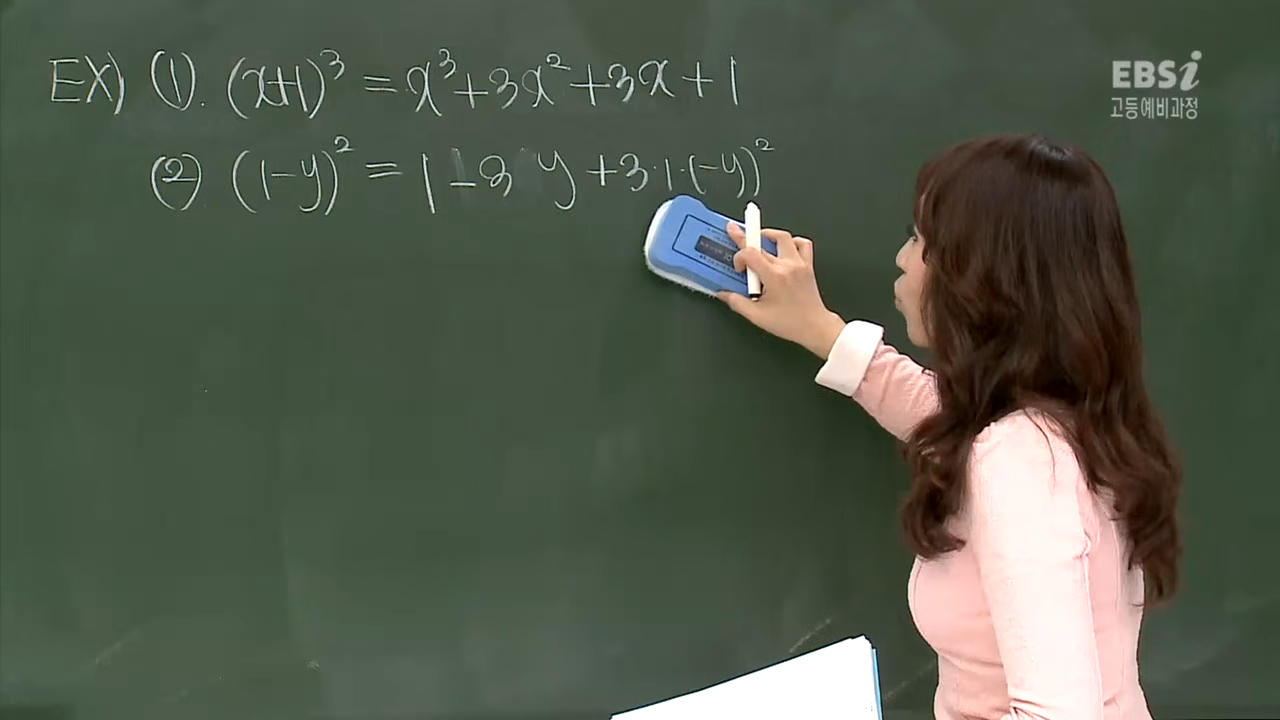 EX) (1). (x+1)³ = x³+3x²+3x+1
(2) (1-y)² = 1-3 y +3·1·(-y)²
EBSi
고등예비과정